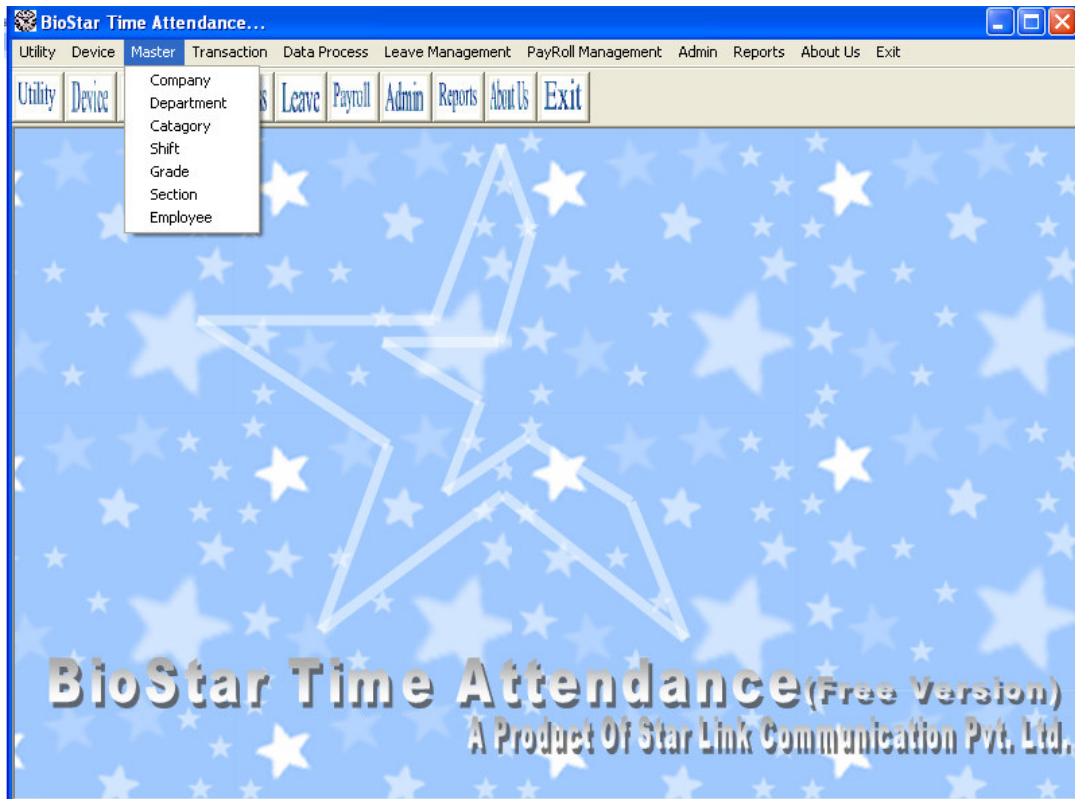 BioStar Time Attendance...
Utility Device Master Transaction Data Process Leave Management PayRoll Management Admin Reports About Us Exit
Company
Department
Catagory
Shift
Grade
Section
Employee
Utility Device s Leave Payroll Admin Reports About Us Exit
BioStar Time Attendance(Free Version)
A Product Of Star Link Communication Pvt. Ltd.